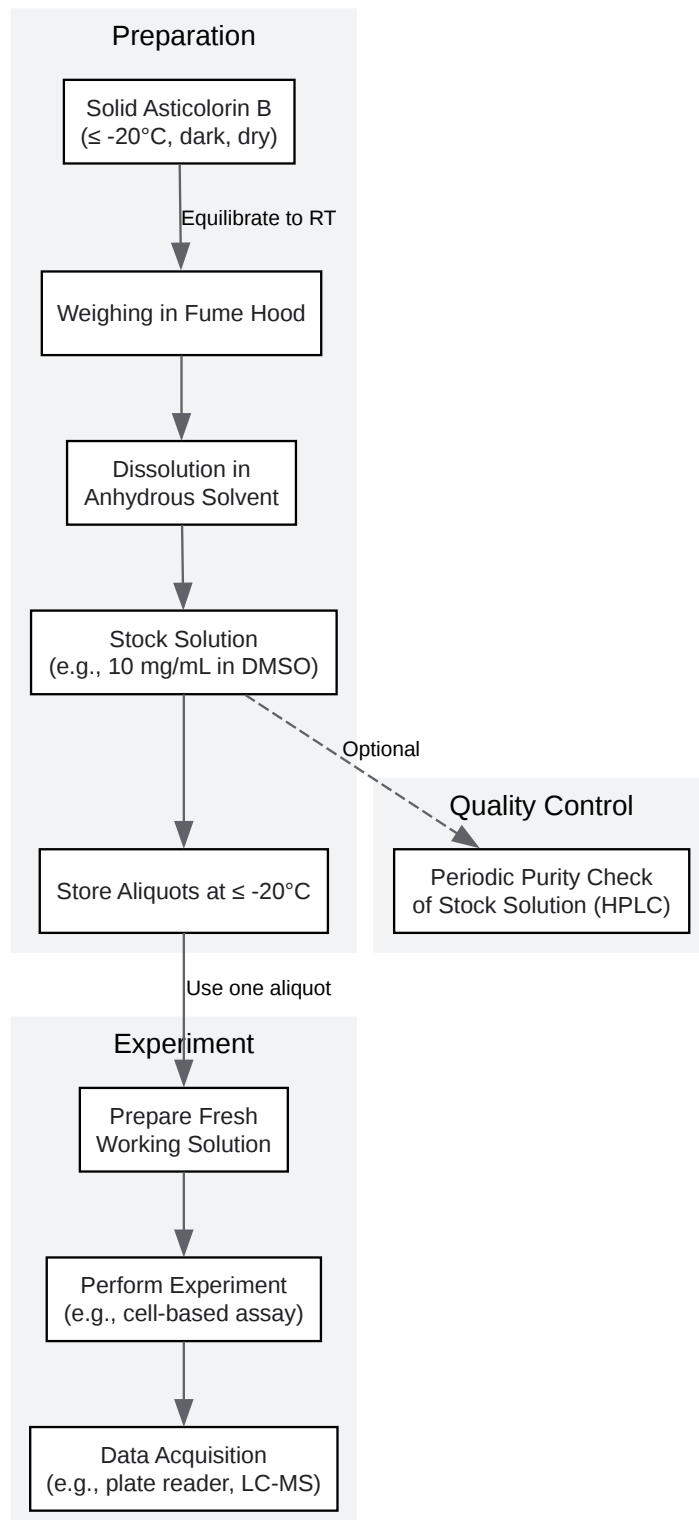 Preparation
Solid Asticolorin B
(≤ -20°C, dark, dry)
Equilibrate to RT
Weighing in Fume Hood
Dissolution in
Anhydrous Solvent
Stock Solution
(e.g., 10 mg/mL in DMSO)
Optional
Quality Control
Periodic Purity Check
of Stock Solution (HPLC)
Store Aliquots at ≤ -20°C
Use one aliquot
Experiment
Prepare Fresh
Working Solution
Perform Experiment
(e.g., cell-based assay)
Data Acquisition
(e.g., plate reader, LC-MS)